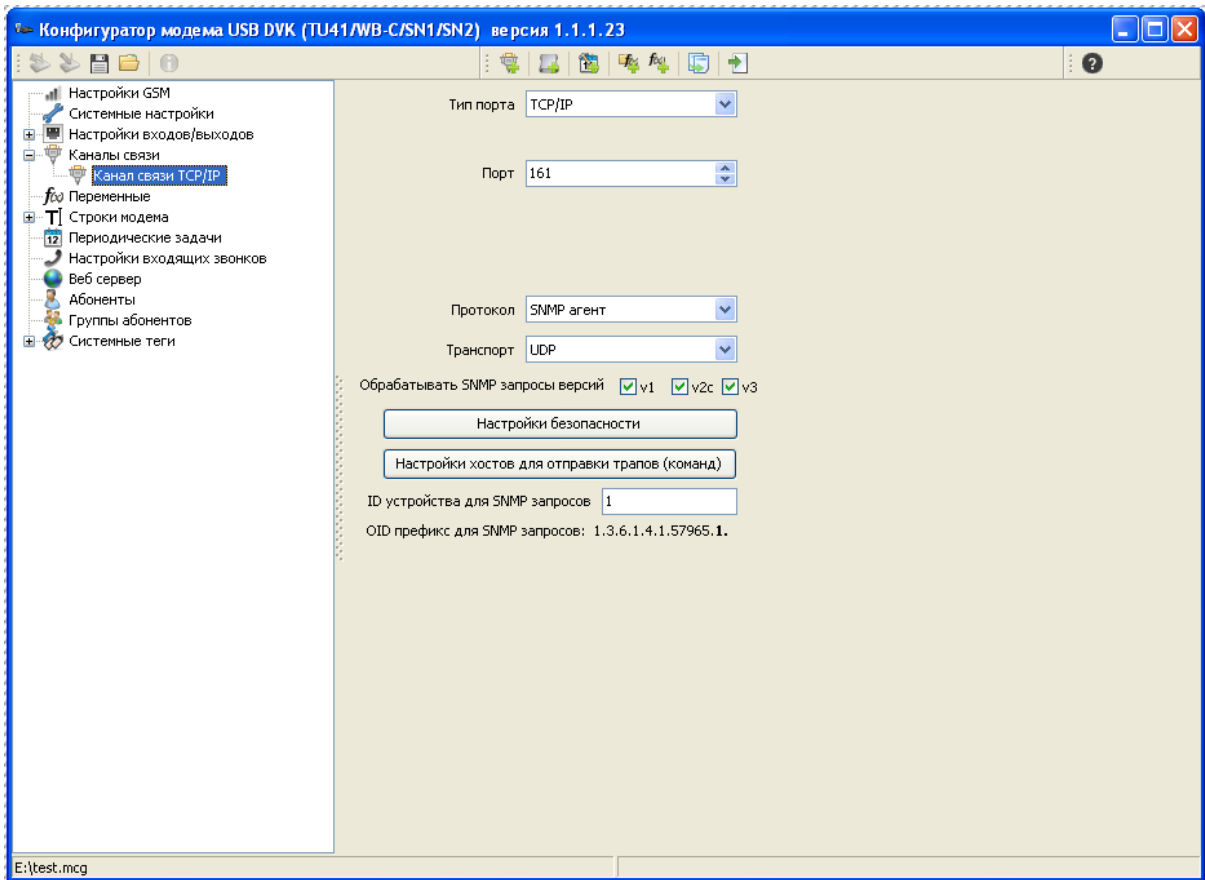 Конфигуратор модема USB DVK (TU41/WB-C/SN1/SN2) версия 1.1.1.23
Настройки GSM
Системные настройки
Настройки входов/выходов
Каналы связи
Канал связи TCP/IP
f(x) Переменные
Строки модема
12 Периодические задачи
Настройки входящих звонков
Веб сервер
Абоненты
Группы абонентов
Системные теги
Тип порта TCP/IP
Порт 161
Протокол SNMP агент
Транспорт UDP
Обрабатывать SNMP запросы версий v1 v2c v3
Настройки безопасности
Настройки хостов для отправки трапов (команд)
ID устройства для SNMP запросов 1
OID префикс для SNMP запросов: 1.3.6.1.4.1.57965.1.
E:\test.mcg